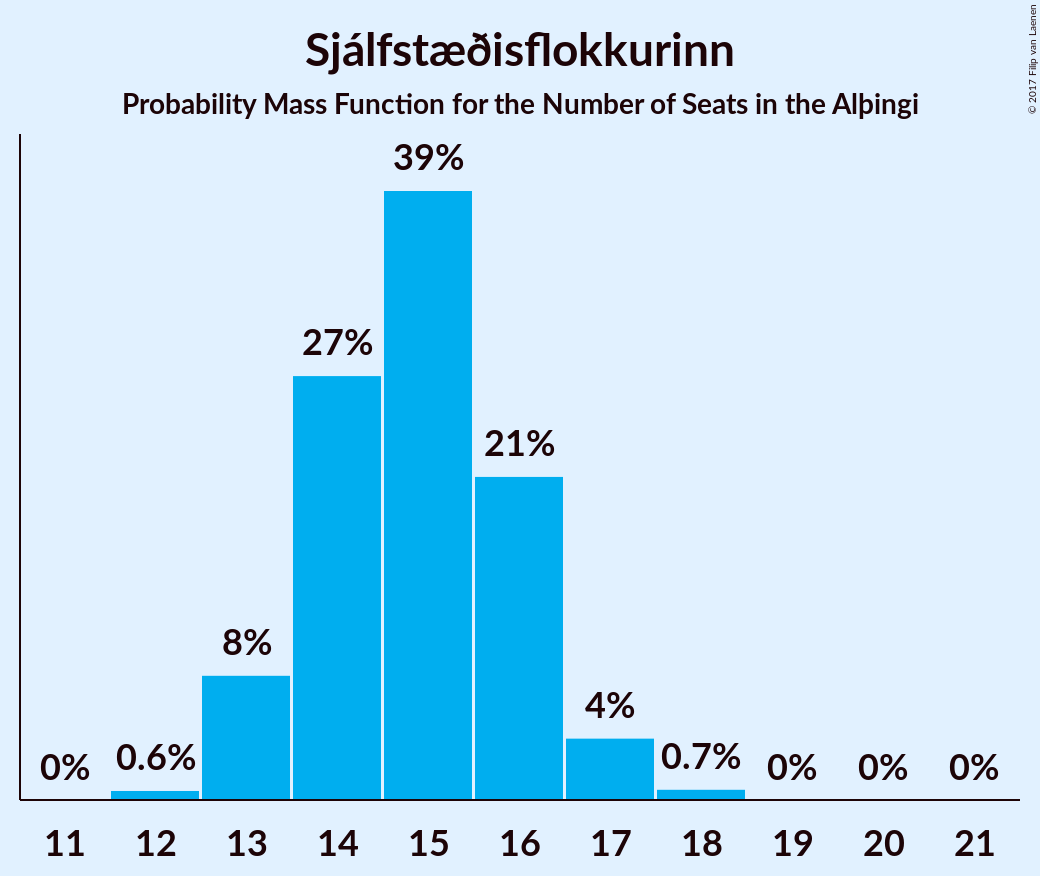 Sjálfstæðisflokkurinn
Probability Mass Function for the Number of Seats in the Alþingi
© 2017 Filip van Laenen
39%
27%
21%
8%
4%
0% 0.6% 0.7% 0% 0% 0%
11 12 13 14 15 16 17 18 19 20 21